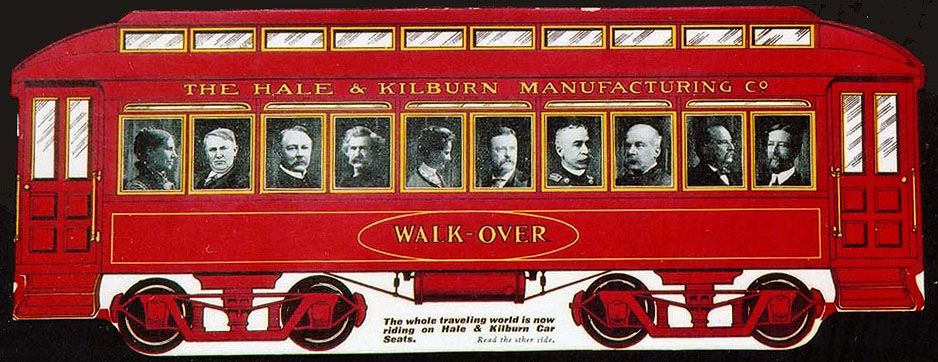 THE HALE & KILBURN MANUFACTURING Cº
WALK-OVER
The whole traveling world is now
riding on Hale & Kilburn Car
Seats. Read the other side.